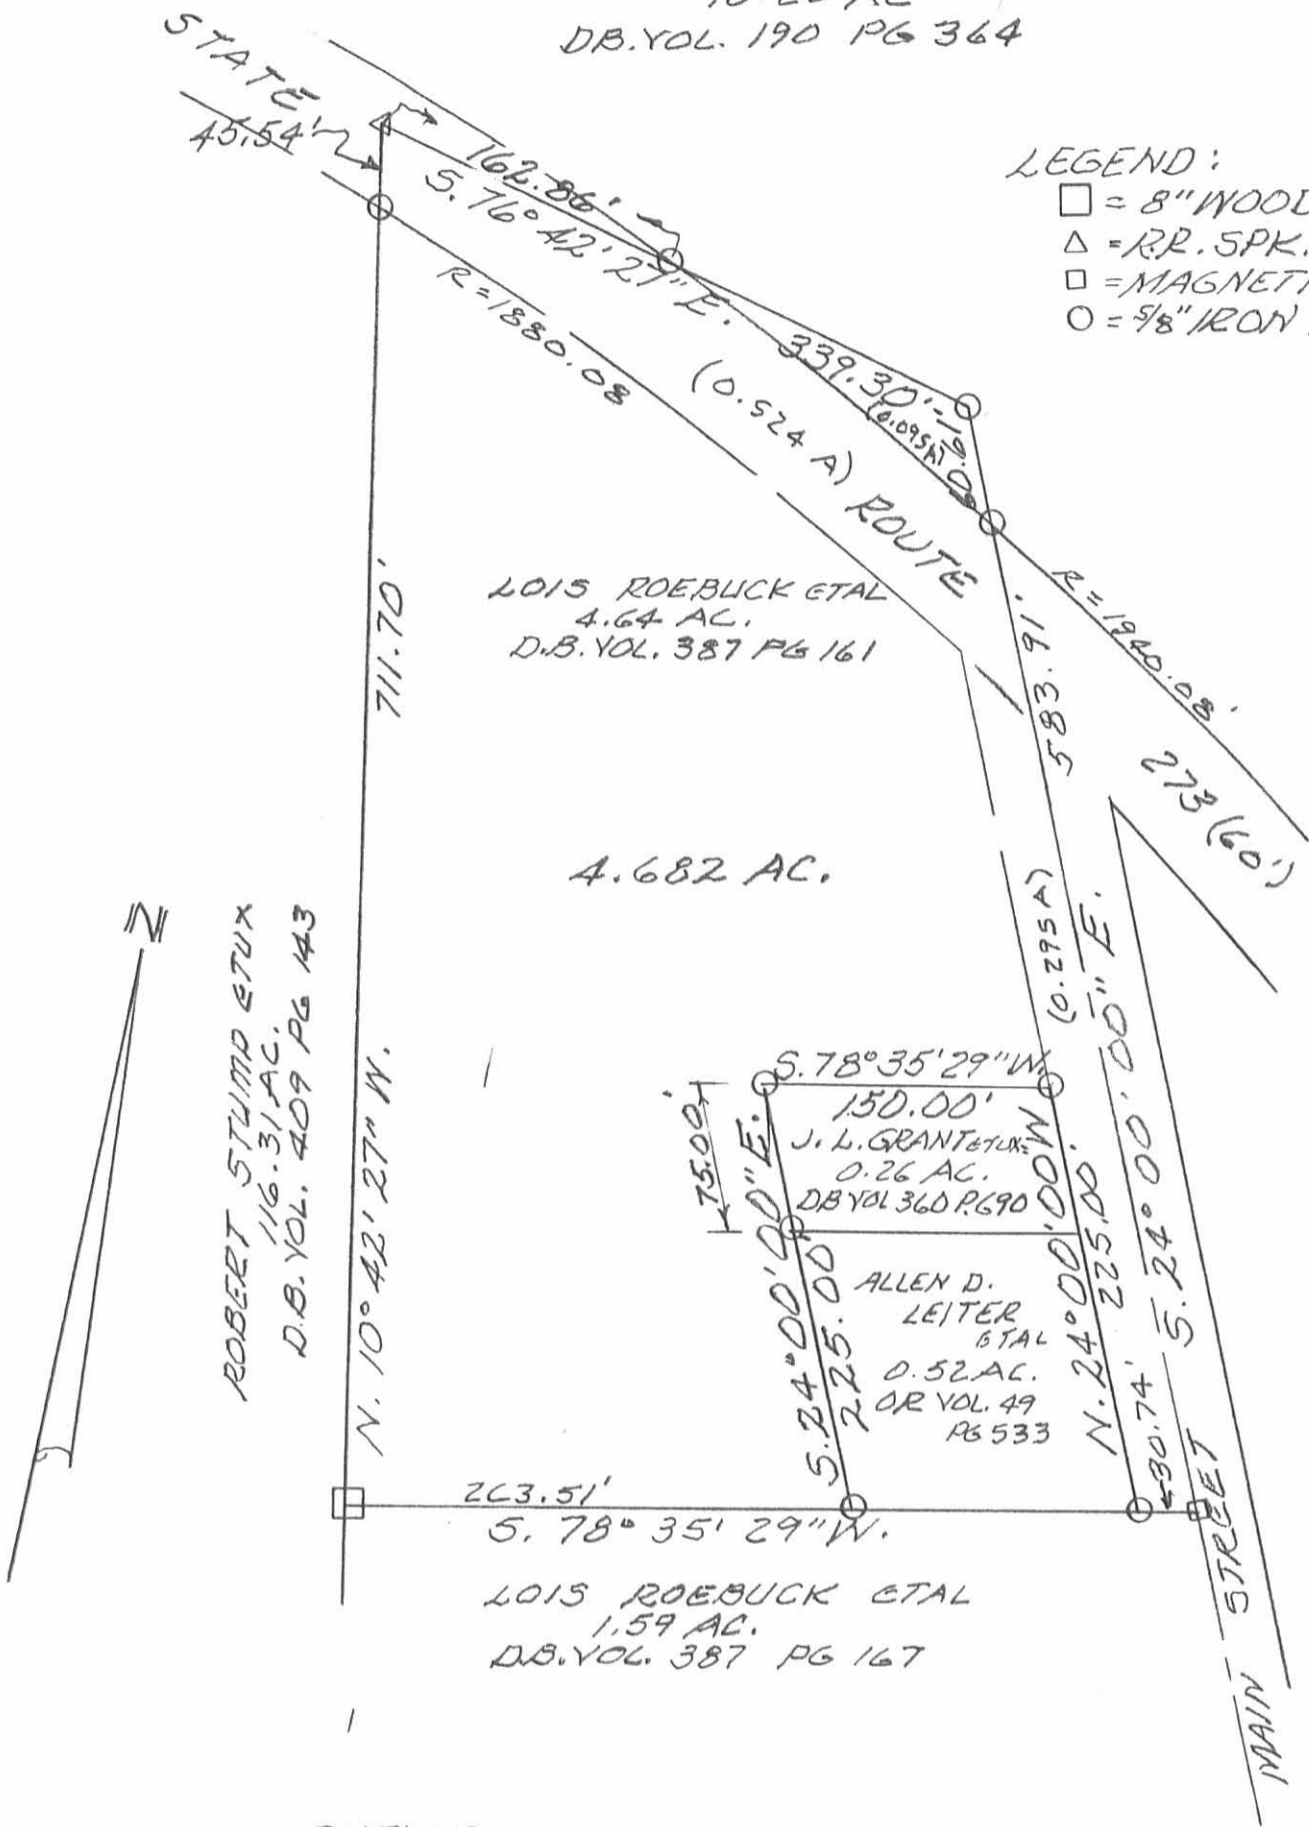 DB.VOL. 190 PG 364
STATE
45.54'
162.86'
S. 76° 42' 27" E.
LEGEND:
□ = 8" WOOD
△ = R.R. SPK.
□ = MAGNETI
○ = 5/8" IRON
R=1880.08
339.30'
(0.095A)
(0.524 A) ROUTE
R=1940.08'
273 (60')
LOIS ROEBUCK ETAL
4.64 AC.
D.B. VOL. 387 PG 161
711.70'
583.91'
4.682 AC.
(0.295A)
N
ROBERT STUMP ETUX
116.31 AC.
D.B. VOL. 409 PG 143
N. 10° 42' 27" W.
S. 78° 35' 29" W.
150.00'
J. L. GRANT ETUX
0.26 AC.
DB VOL 360 P.690
75.00'
S. 24° 00' 00" E.
225.00'
ALLEN D.
LEITER
ETAL
0.52 AC.
OR VOL. 49
PG 533
N. 24° 00' 00" W.
225.00
S. 24° 00' 00" E.
30.74'
263.51'
S. 78° 35' 29" W.
MAIN STREET
LOIS ROEBUCK ETAL
1.59 AC.
D.B. VOL. 387 PG 167